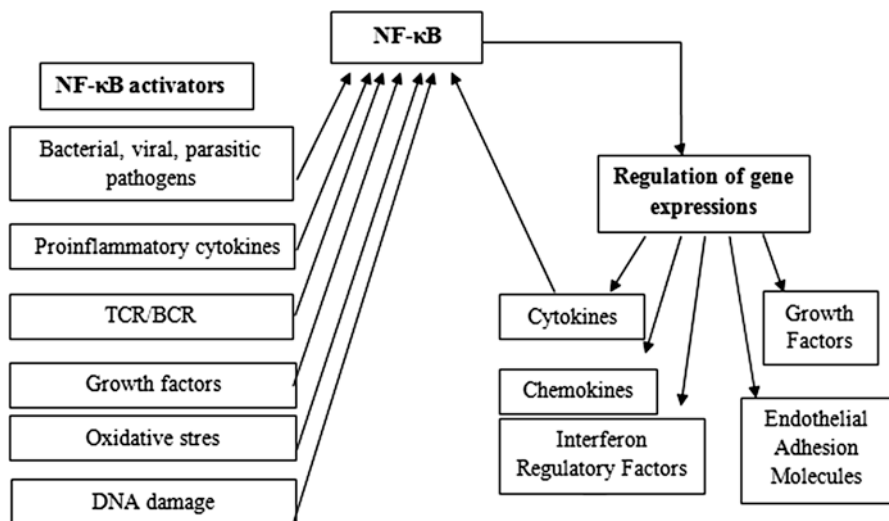 NF-κB
NF-κB activators
Bacterial, viral, parasitic
pathogens
Proinflammatory cytokines
TCR/BCR
Growth factors
Oxidative stres
DNA damage
Regulation of gene
expressions
Cytokines
Chemokines
Interferon
Regulatory Factors
Growth
Factors
Endothelial
Adhesion
Molecules